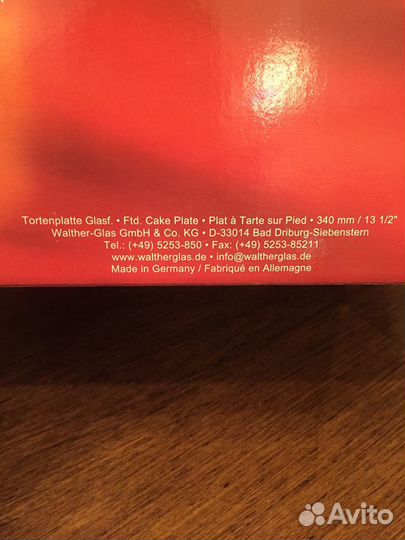 Tortenplatte Glasf. • Ftd. Cake Plate • Plat à Tarte sur Pied • 340 mm / 13 1/2"
Walther-Glas GmbH & Co. KG • D-33014 Bad Driburg-Siebenstern
Tel.: (+49) 5253-850 • Fax: (+49) 5253-85211
www.waltherglas.de • info@waltherglas.de
Made in Germany / Fabriqué en Allemagne
Avito